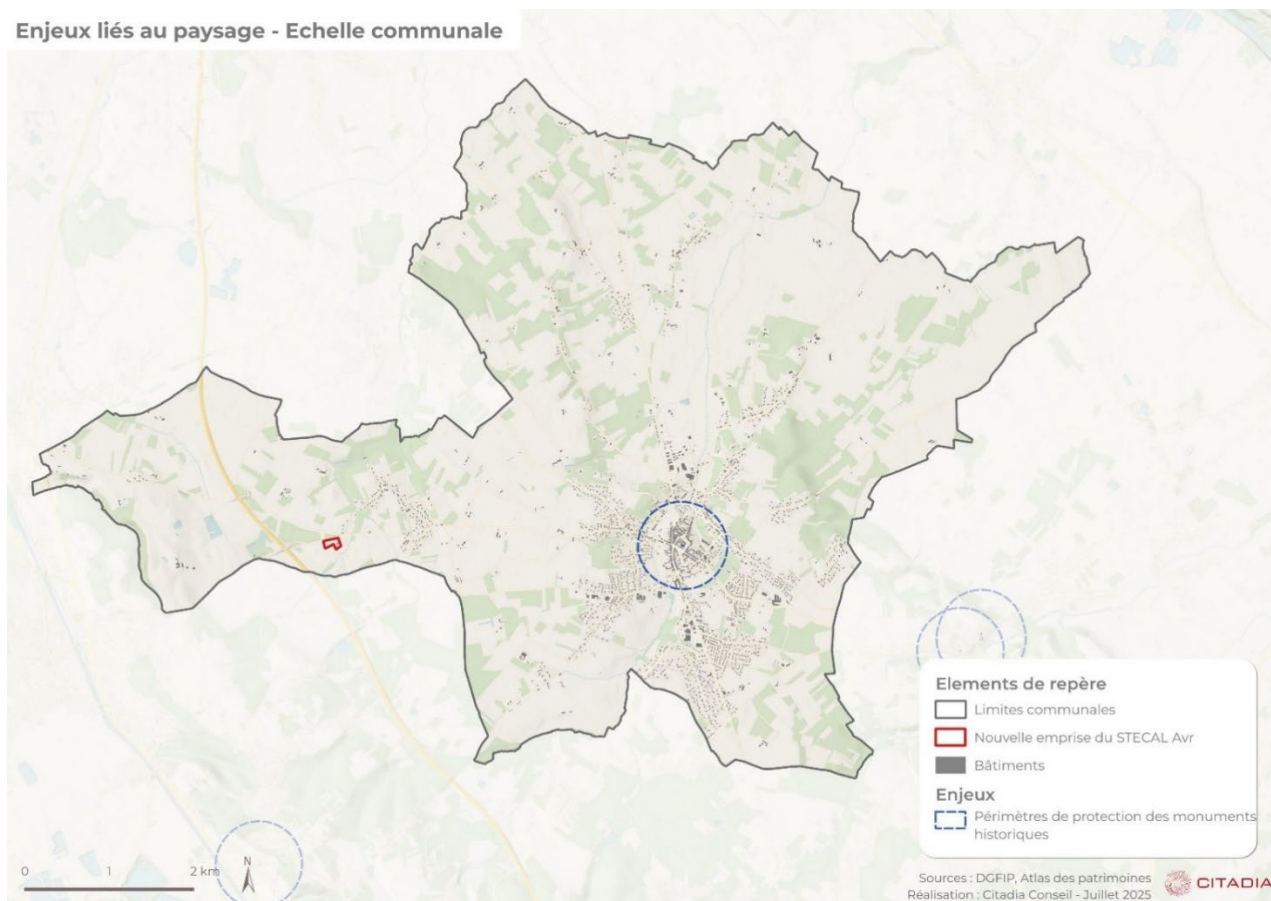 Enjeux liés au paysage - Echelle communale
Elements de repère
Limites communales
Nouvelle emprise du STECAL Avr
Bâtiments
Enjeux
Périmètres de protection des monuments
historiques
N
0 1 2 km
Sources : DGFIP, Atlas des patrimoines
Réalisation : Citadia Conseil - Juillet 2025
CITADIA